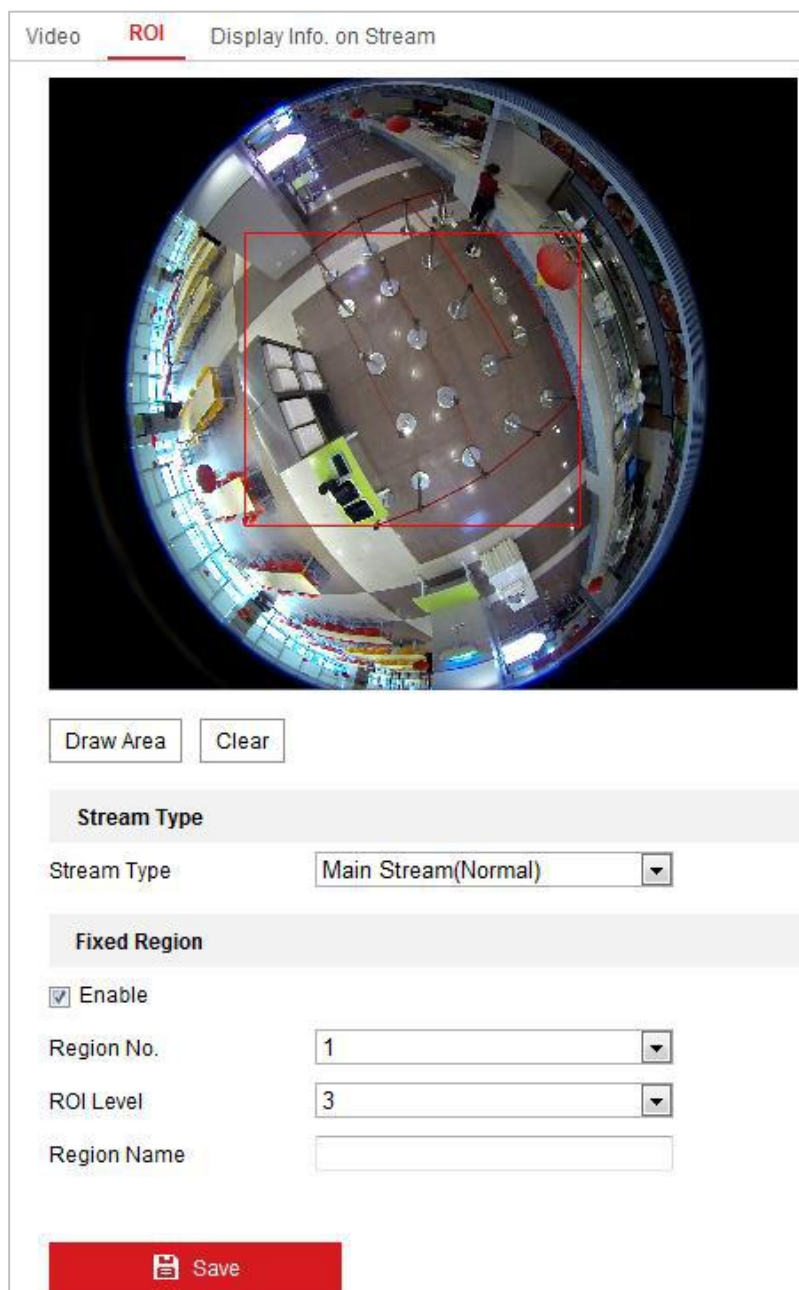 Video ROI Display Info. on Stream
Draw Area Clear
Stream Type
Stream Type Main Stream(Normal)
Fixed Region
Enable
Region No. 1
ROI Level 3
Region Name
Save